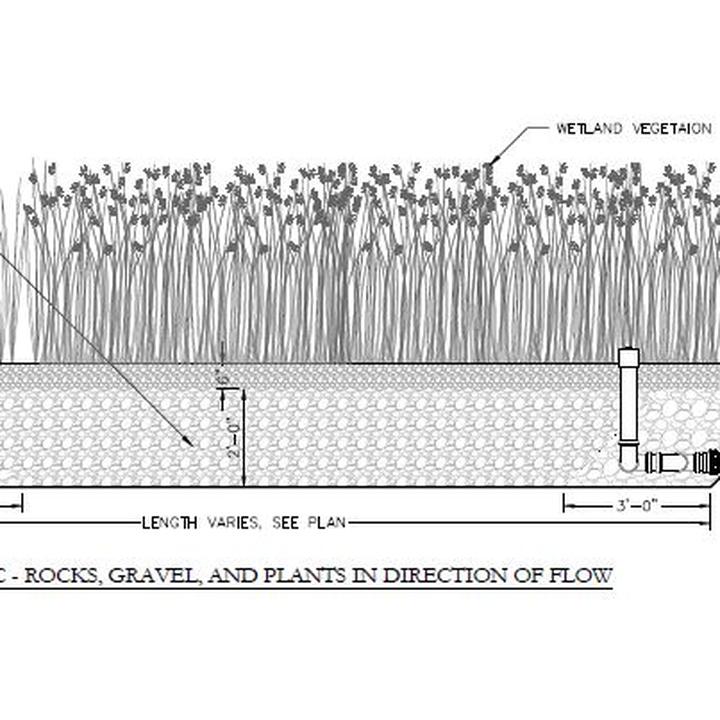 WETLAND VEGETAION
6"
2'-0"
3'-0"
LENGTH VARIES, SEE PLAN
C - ROCKS, GRAVEL, AND PLANTS IN DIRECTION OF FLOW